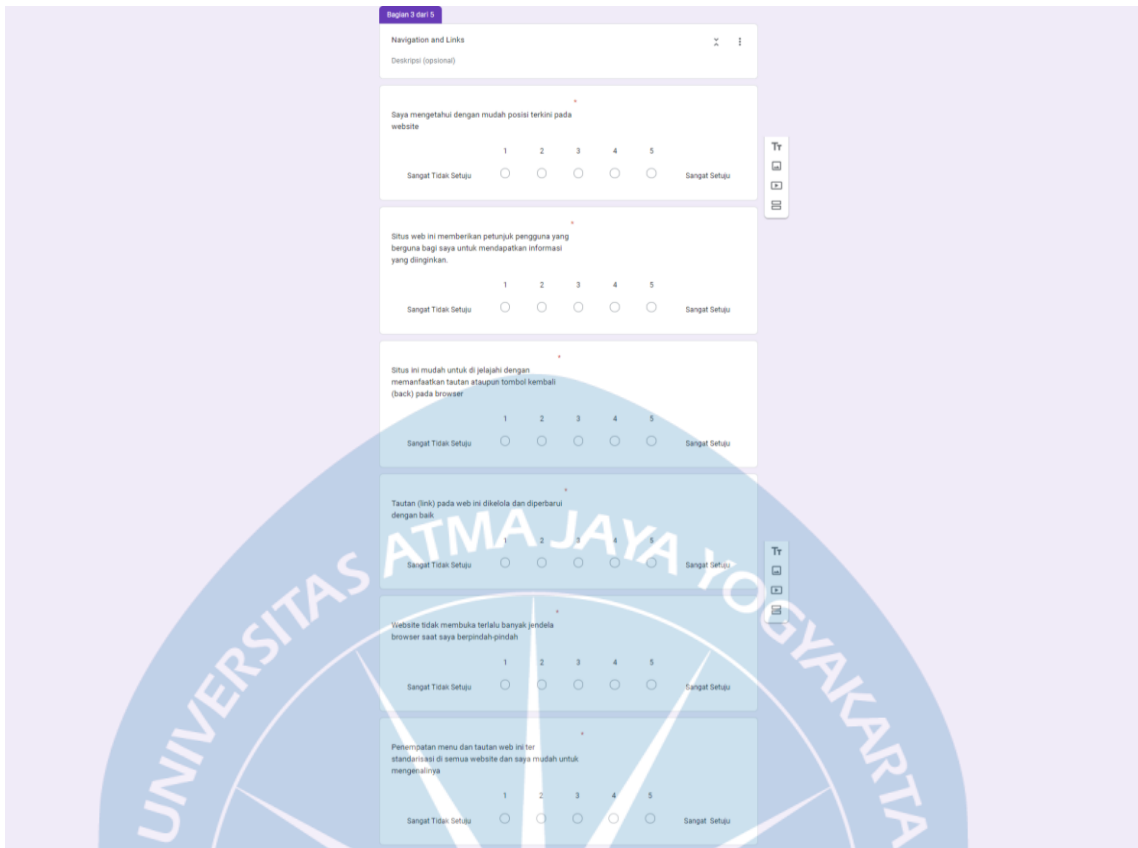 Bagian 3 dari 5
Navigation and Links
Deskripsi (opsional)
*
Saya mengetahui dengan mudah posisi terkini pada
website
1 2 3 4 5
Sangat Tidak Setuju Sangat Setuju
Tr
*
Situs web ini memberikan petunjuk pengguna yang
berguna bagi saya untuk mendapatkan informasi
yang diinginkan.
1 2 3 4 5
Sangat Tidak Setuju Sangat Setuju
*
Situs ini mudah untuk di jelajahi dengan
memanfaatkan tautan ataupun tombol kembali
(back) pada browser
1 2 3 4 5
Sangat Tidak Setuju Sangat Setuju
*
Tautan (link) pada web ini dikelola dan diperbarui
dengan baik
1 2 3 4 5
Sangat Tidak Setuju Sangat Setuju
Tr
*
Website tidak membuka terlalu banyak jendela
browser saat saya berpindah-pindah
1 2 3 4 5
Sangat Tidak Setuju Sangat Setuju
*
Penempatan menu dan tautan web ini ter
standarisasi di semua website dan saya mudah untuk
mengenalinya
1 2 3 4 5
Sangat Tidak Setuju Sangat Setuju
UNIVERSITAS ATMA JAYA YOGYAKARTA